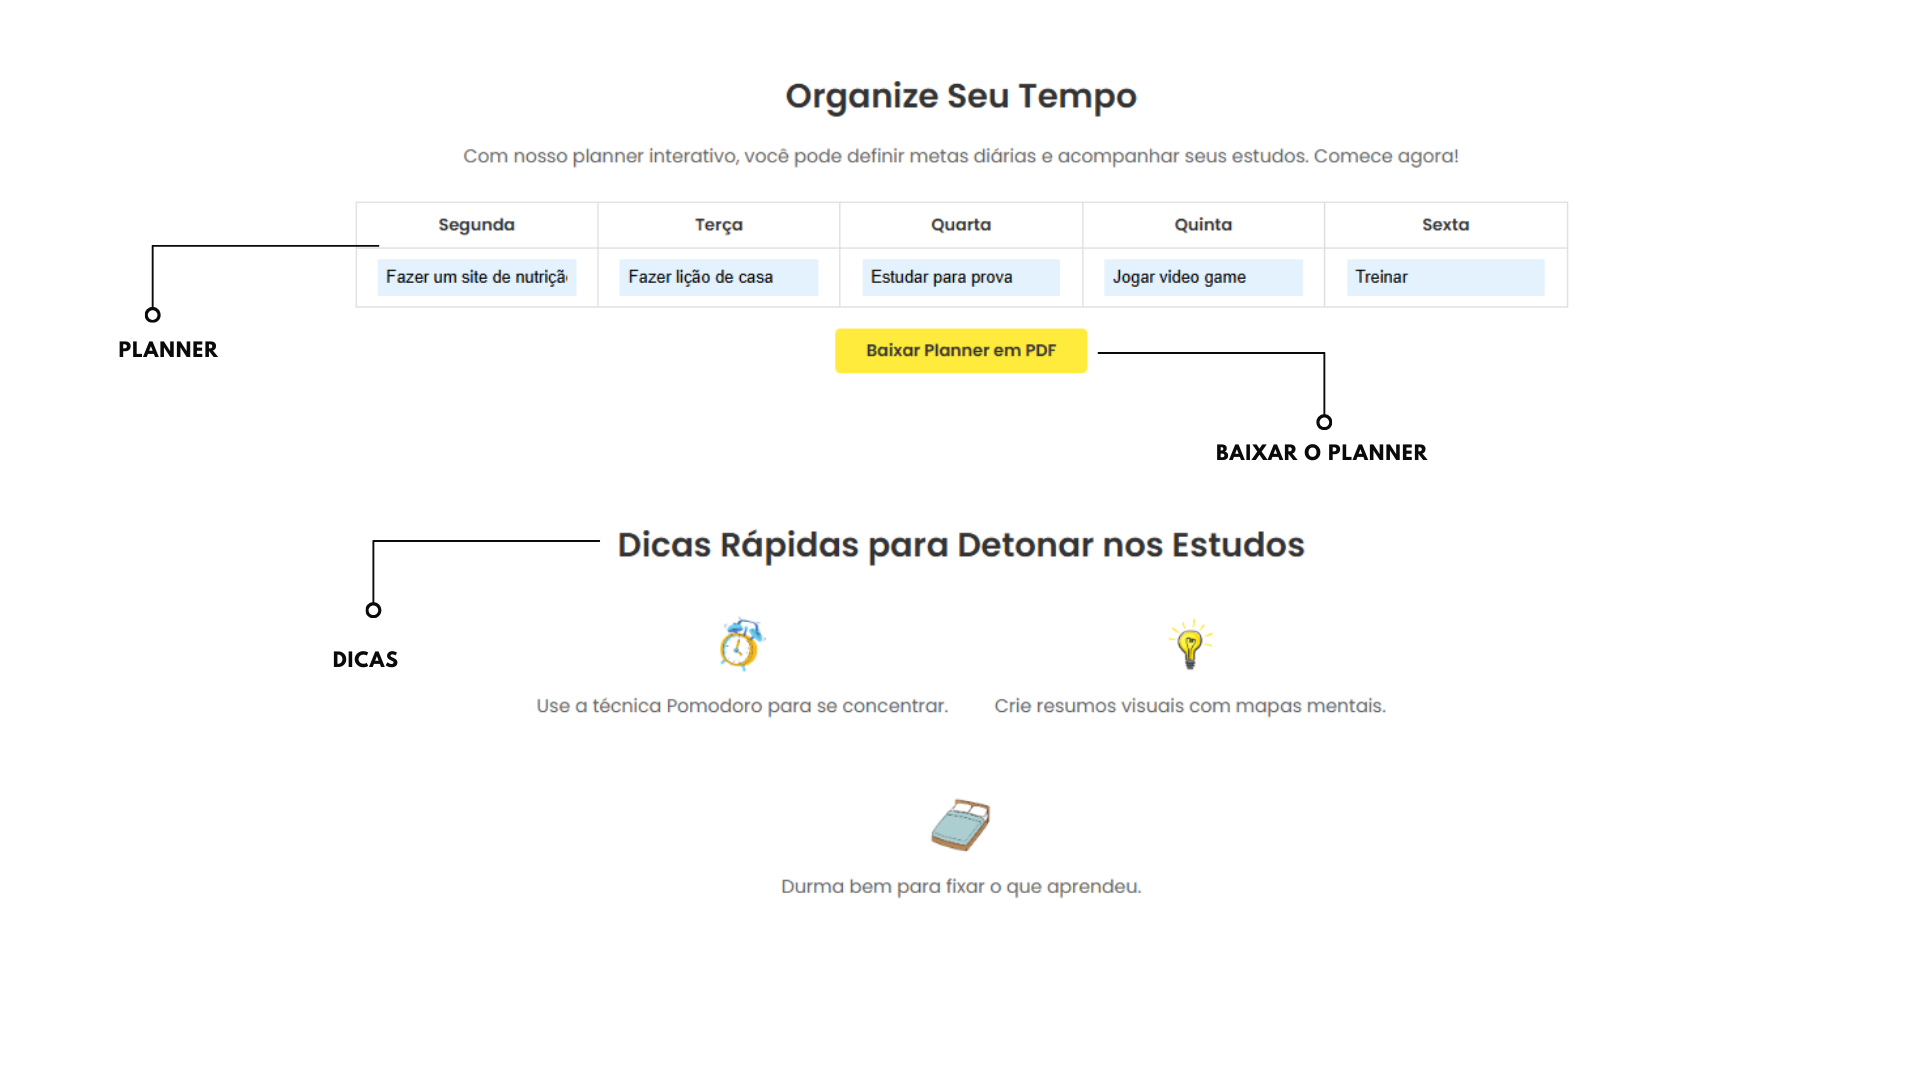 Organize Seu Tempo
Com nosso planner interativo, você pode definir metas diárias e acompanhar seus estudos. Comece agora!
Segunda Terça Quarta Quinta Sexta
Fazer um site de nutriçã Fazer lição de casa Estudar para prova Jogar video game Treinar
PLANNER
Baixar Planner em PDF
BAIXAR O PLANNER
Dicas Rápidas para Detonar nos Estudos
DICAS
Use a técnica Pomodoro para se concentrar. Crie resumos visuais com mapas mentais.
Durma bem para fixar o que aprendeu.